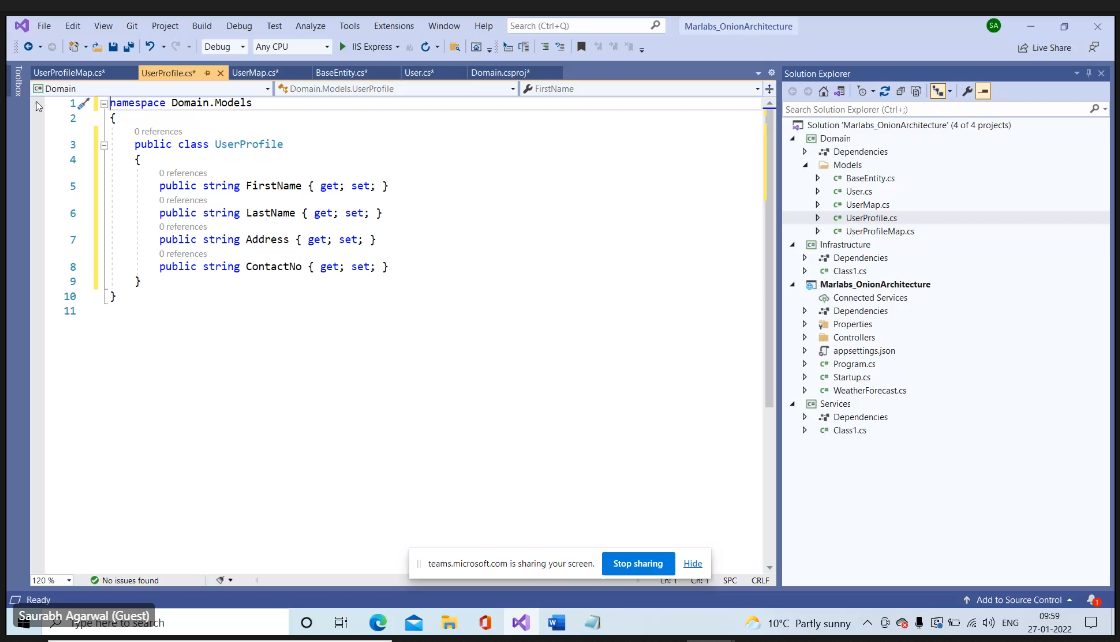 File Edit View Git Project Build Debug Test Analyze Tools Extensions Window Help Search (Ctrl+Q) Marlabs_OnionArchitecture SA
Debug Any CPU IIS Express Live Share
Toolbox
UserProfileMap.cs* UserProfile.cs* UserMap.cs* BaseEntity.cs* User.cs* Domain.csproj*
Domain Domain.Models.UserProfile FirstName
1 namespace Domain.Models
2 {
0 references
3 public class UserProfile
4 {
0 references
5 public string FirstName { get; set; }
0 references
6 public string LastName { get; set; }
0 references
7 public string Address { get; set; }
0 references
8 public string ContactNo { get; set; }
9 }
10 }
11
Solution Explorer
Search Solution Explorer (Ctrl+;)
Solution 'Marlabs_OnionArchitecture' (4 of 4 projects)
Domain
Dependencies
Models
BaseEntity.cs
User.cs
UserMap.cs
UserProfile.cs
UserProfileMap.cs
Infrastructure
Dependencies
Class1.cs
Marlabs_OnionArchitecture
Connected Services
Dependencies
Properties
Controllers
appsettings.json
Program.cs
Startup.cs
WeatherForecast.cs
Services
Dependencies
Class1.cs
teams.microsoft.com is sharing your screen. Stop sharing Hide
120 % No issues found Ln: 1 Ch: 1 SPC CRLF
Ready Add to Source Control 1
Saurabh Agarwal (Guest)
Type here to search
10°C Partly sunny ENG 09:59
27-01-2022